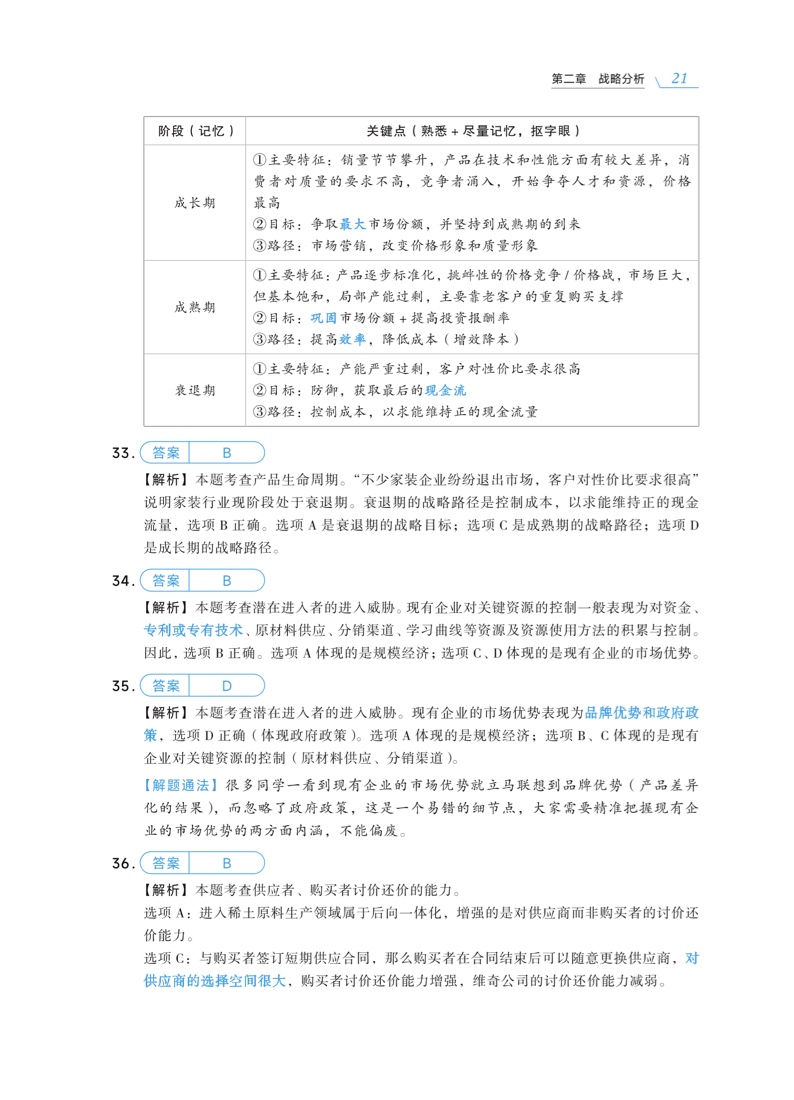 第二章 战略分析 21
阶段（记忆） 关键点（熟悉+尽量记忆，抠字眼）
成长期
①主要特征：销量节节攀升，产品在技术和性能方面有较大差异，消
费者对质量的要求不高，竞争者涌入，开始争夺人才和资源，价格
最高
②目标：争取最大市场份额，并坚持到成熟期的到来
③路径：市场营销，改变价格形象和质量形象
成熟期
①主要特征：产品逐步标准化，挑衅性的价格竞争/价格战，市场巨大，
但基本饱和，局部产能过剩，主要靠老客户的重复购买支撑
②目标：巩固市场份额+提高投资报酬率
③路径：提高效率，降低成本（增效降本）
衰退期
①主要特征：产能严重过剩，客户对性价比要求很高
②目标：防御，获取最后的现金流
③路径：控制成本，以求能维持正的现金流量
33. 答案 B
【解析】本题考查产品生命周期。“不少家装企业纷纷退出市场，客户对性价比要求很高”
说明家装行业现阶段处于衰退期。衰退期的战略路径是控制成本，以求能维持正的现金
流量，选项 B 正确。选项 A 是衰退期的战略目标；选项 C 是成熟期的战略路径；选项 D
是成长期的战略路径。
34. 答案 B
【解析】本题考查潜在进入者的进入威胁。现有企业对关键资源的控制一般表现为对资金、
专利或专有技术、原材料供应、分销渠道、学习曲线等资源及资源使用方法的积累与控制。
因此，选项 B 正确。选项 A 体现的是规模经济；选项 C、D 体现的是现有企业的市场优势。
35. 答案 D
【解析】本题考查潜在进入者的进入威胁。现有企业的市场优势表现为品牌优势和政府政
策，选项 D 正确（体现政府政策）。选项 A 体现的是规模经济；选项 B、C 体现的是现有
企业对关键资源的控制（原材料供应、分销渠道）。
【解题通法】很多同学一看到现有企业的市场优势就立马联想到品牌优势（产品差异
化的结果），而忽略了政府政策，这是一个易错的细节点，大家需要精准把握现有企
业的市场优势的两方面内涵，不能偏废。
36. 答案 B
【解析】本题考查供应者、购买者讨价还价的能力。
选项 A：进入稀土原料生产领域属于后向一体化，增强的是对供应商而非购买者的讨价还
价能力。
选项 C：与购买者签订短期供应合同，那么购买者在合同结束后可以随意更换供应商，对
供应商的选择空间很大，购买者讨价还价能力增强，维奇公司的讨价还价能力减弱。